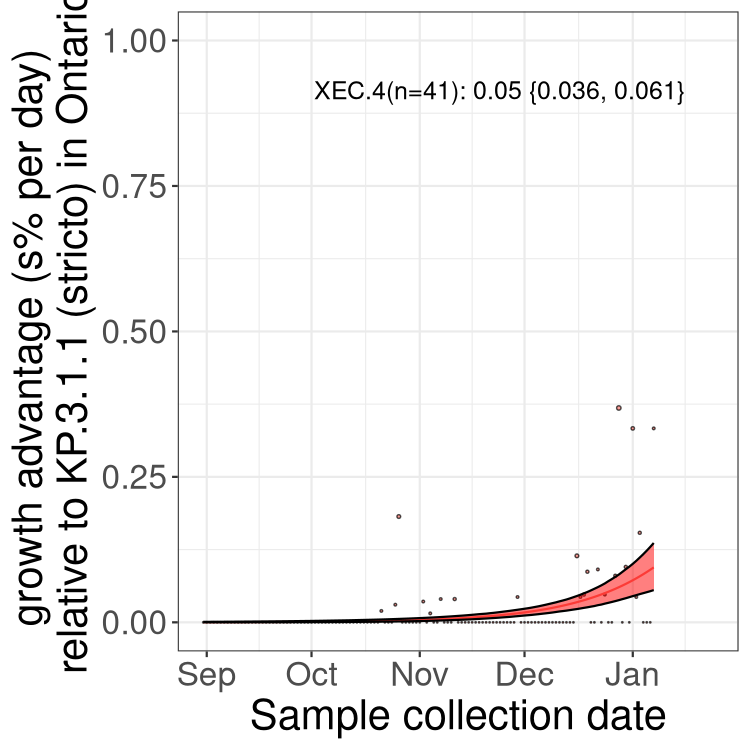 growth advantage (s% per day)
relative to KP.3.1.1 (stricto) in Ontario
1.00
0.75
0.50
0.25
0.00
XEC.4(n=41): 0.05 {0.036, 0.061}
Sep Oct Nov Dec Jan
Sample collection date